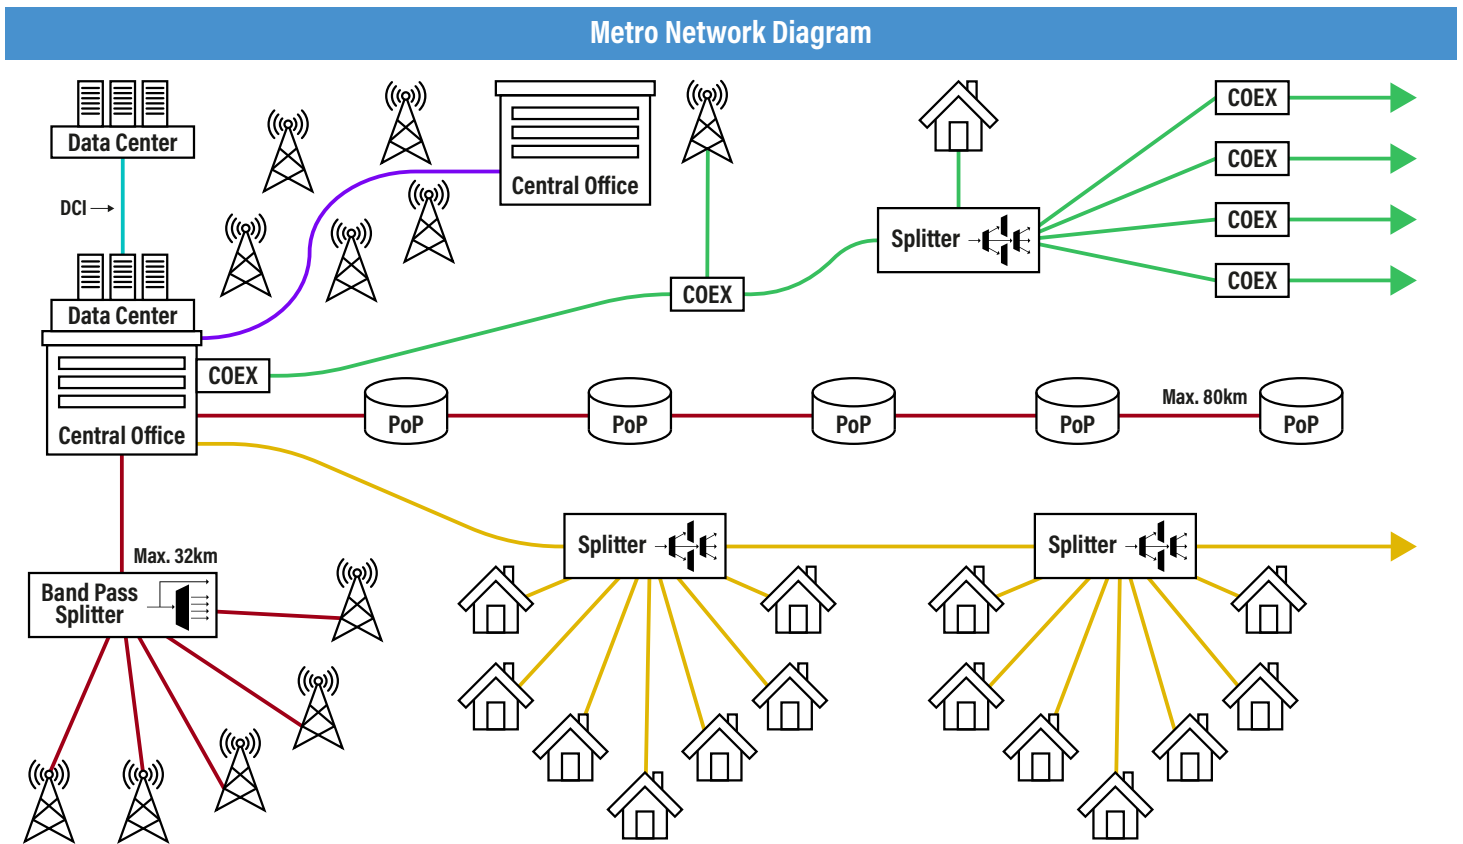 Metro Network Diagram
Data Center
DCI
Data Center
Central Office
Central Office
COEX
COEX
Splitter
COEX
COEX
COEX
COEX
PoP
PoP
PoP
PoP
Max. 80km
PoP
Max. 32km
Band Pass
Splitter
Splitter
Splitter